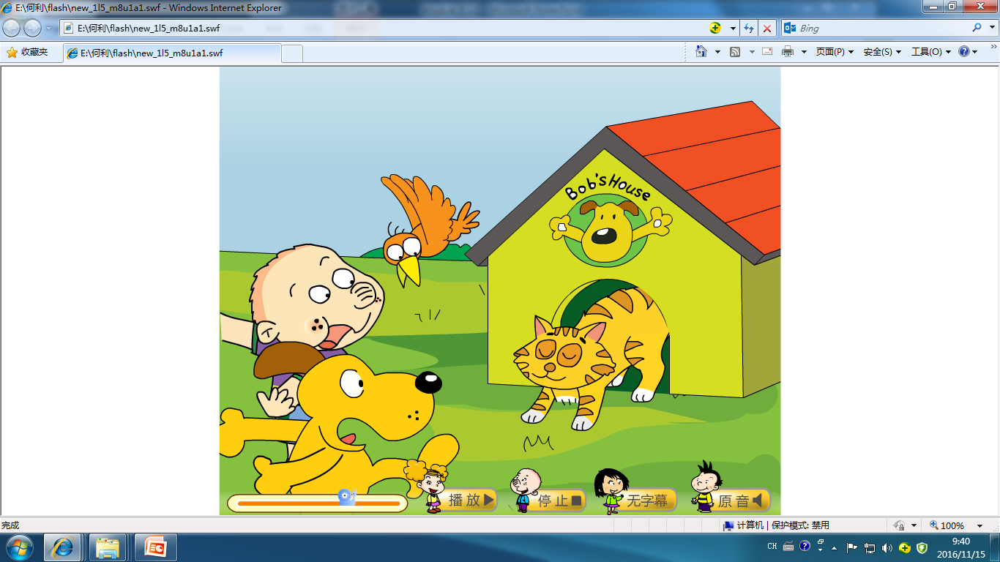 E:\何利\flash\new_1l5_m8u1a1.swf - Windows Internet Explorer
E:\何利\flash\new_1l5_m8u1a1.swf
Bing
收藏夹
E:\何利\flash\new_1l5_m8u1a1.swf
页面(P)
安全(S)
工具(O)
Bob's House
播放
停止
无字幕
原音
完成
计算机 | 保护模式: 禁用
100%
CH
9:40
2016/11/15